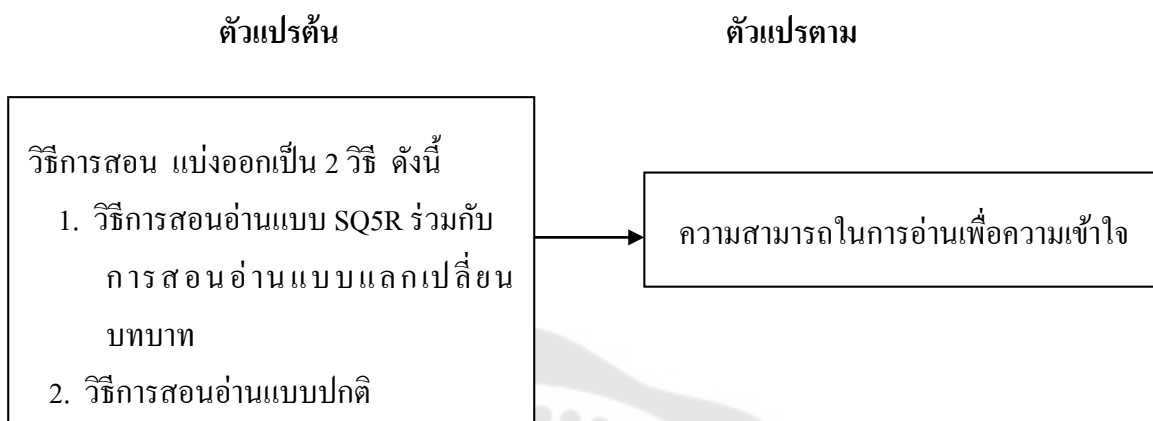 ตัวแปรต้น ตัวแปรตาม
วิธีการสอน แบ่งออกเป็น 2 วิธี ดังนี้
1. วิธีการสอนอ่านแบบ SQ5R ร่วมกับ
การสอนอ่านแบบแลกเปลี่ยน
บทบาท
2. วิธีการสอนอ่านแบบปกติ
ความสามารถในการอ่านเพื่อความเข้าใจ